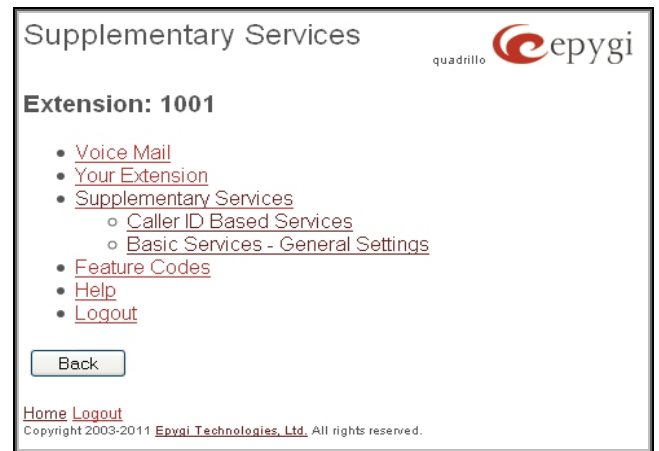 Supplementary Services
quadrillo epygi
Extension: 1001
Voice Mail
Your Extension
Supplementary Services
Caller ID Based Services
Basic Services - General Settings
Feature Codes
Help
Logout
Back
Home Logout
Copyright 2003-2011 Epygi Technologies, Ltd. All rights reserved.